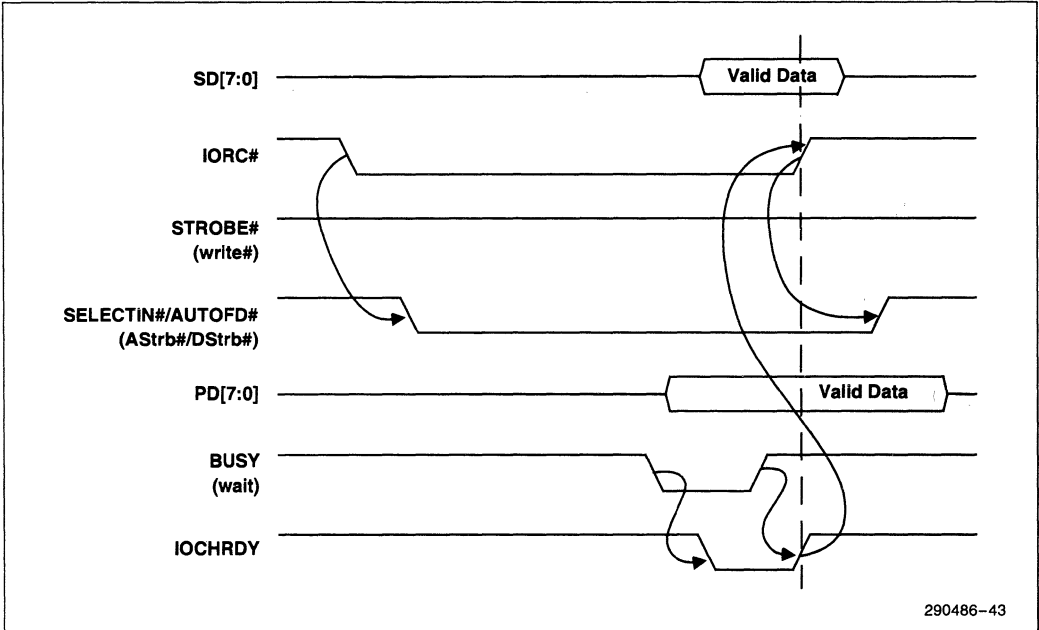 SD[7:0]
Valid Data
IORC#
STROBE#
(write#)
SELECTIN#/AUTOFD#
(AStrb#/DStrb#)
PD[7:0]
Valid Data
BUSY
(wait)
IOCHRDY
290486-43